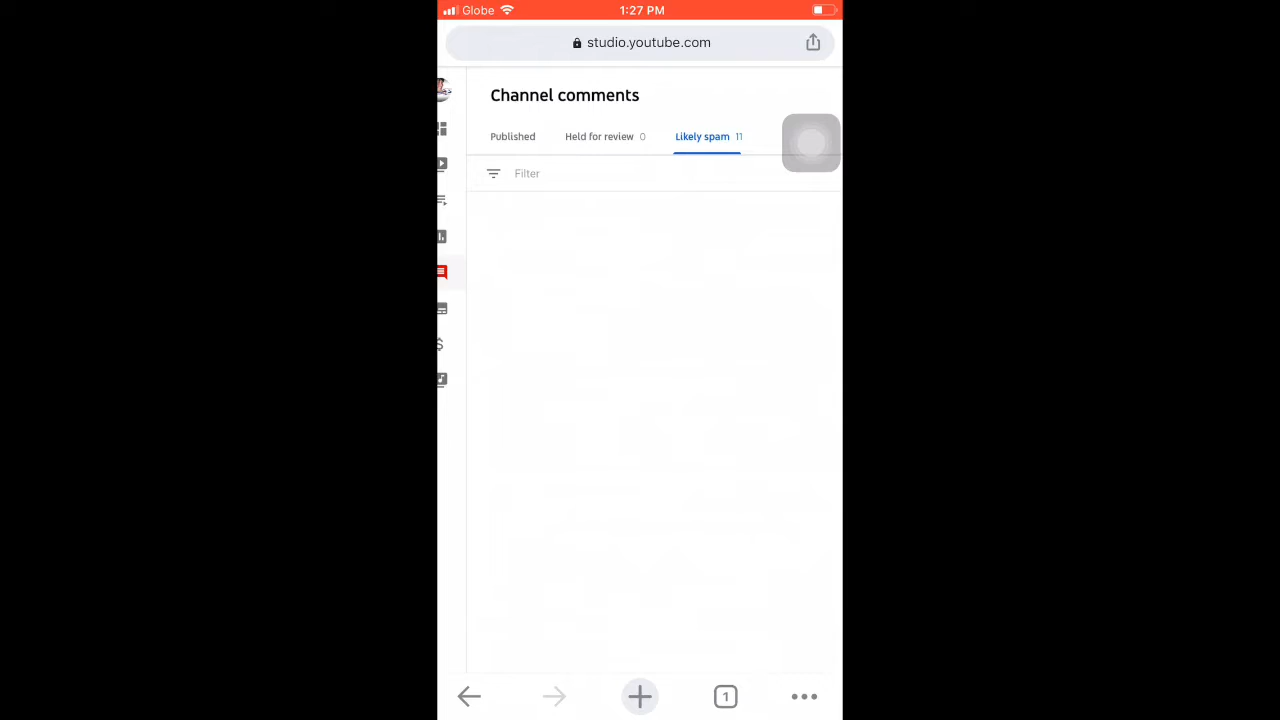 Globe 1:27 PM
studio.youtube.com
Channel comments
Published Held for review 0 Likely spam 11
Filter
1